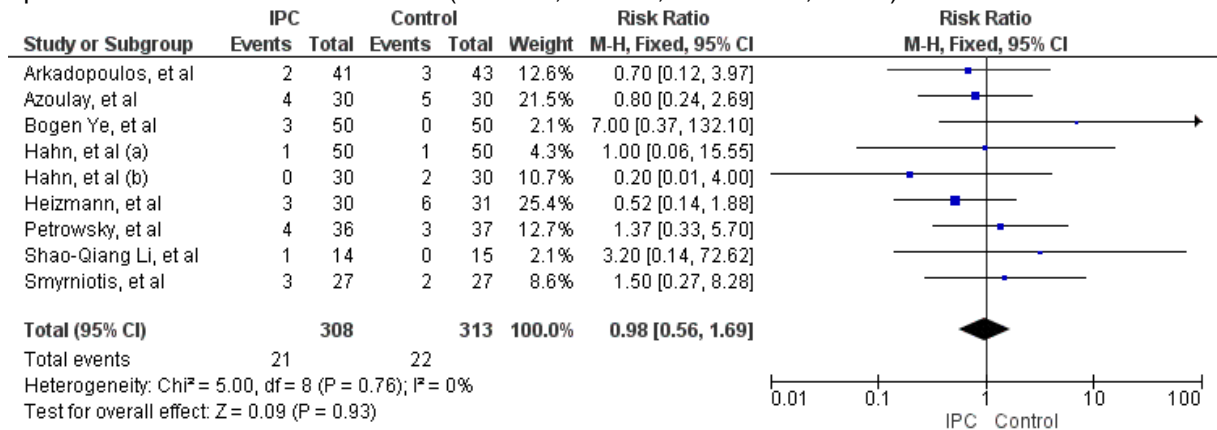 IPC Control Risk Ratio Risk Ratio
Study or Subgroup Events Total Events Total Weight M-H, Fixed, 95% CI M-H, Fixed, 95% CI
Arkadopoulos, et al 2 41 3 43 12.6% 0.70 [0.12, 3.97]
Azoulay, et al 4 30 5 30 21.5% 0.80 [0.24, 2.69]
Bogen Ye, et al 3 50 0 50 2.1% 7.00 [0.37, 132.10]
Hahn, et al (a) 1 50 1 50 4.3% 1.00 [0.06, 15.55]
Hahn, et al (b) 0 30 2 30 10.7% 0.20 [0.01, 4.00]
Heizmann, et al 3 30 6 31 25.4% 0.52 [0.14, 1.88]
Petrowsky, et al 4 36 3 37 12.7% 1.37 [0.33, 5.70]
Shao-Qiang Li, et al 1 14 0 15 2.1% 3.20 [0.14, 72.62]
Smyrniotis, et al 3 27 2 27 8.6% 1.50 [0.27, 8.28]
Total (95% CI) 308 313 100.0% 0.98 [0.56, 1.69]
Total events 21 22
Heterogeneity: Chi² = 5.00, df = 8 (P = 0.76); I² = 0%
Test for overall effect: Z = 0.09 (P = 0.93)
0.01 0.1 1 10 100
IPC Control